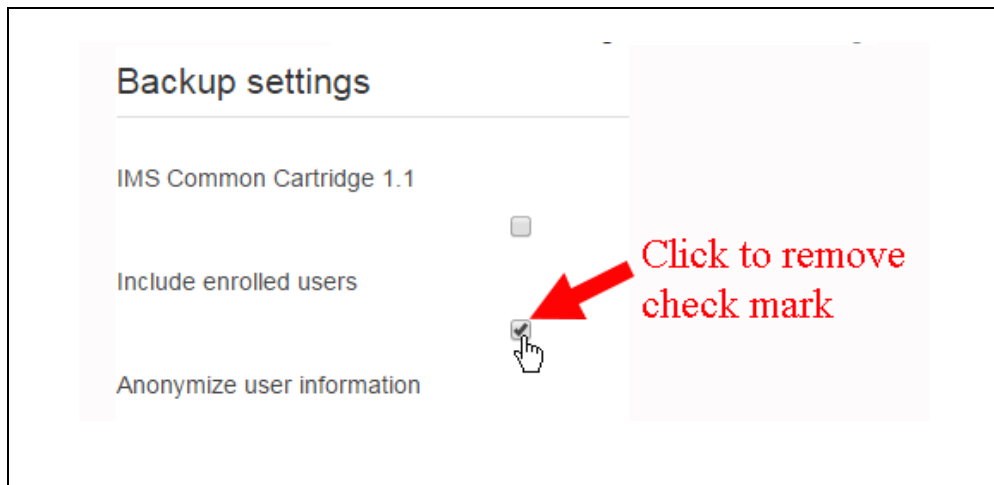 Backup settings
IMS Common Cartridge 1.1
Include enrolled users
Click to remove
check mark
Anonymize user information